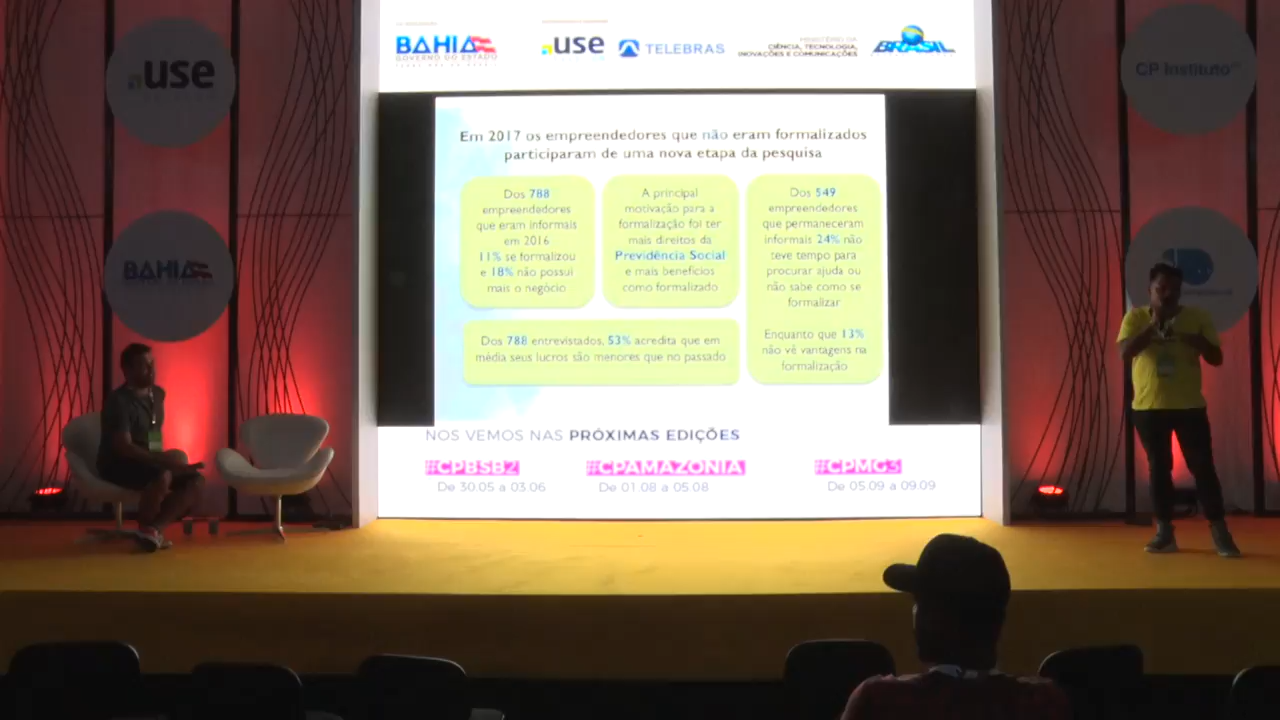 BAHIA
GOVERNO DO ESTADO
use
TELEBRAS
MINISTÉRIO DA
CIÊNCIA, TECNOLOGIA,
INOVAÇÕES E COMUNICAÇÕES
BRASIL
use
CP Instituto
BAHIA
Em 2017 os empreendedores que não eram formalizados
participaram de uma nova etapa da pesquisa
Dos 788
empreendedores
que eram informais
em 2016
11% se formalizou
e 18% não possui
mais o negócio
A principal
motivação para a
formalização foi ter
mais direitos da
Previdência Social
e mais benefícios
como formalizado
Dos 549
empreendedores
que permaneceram
informais 24% não
teve tempo para
procurar ajuda ou
não sabe como se
formalizar
Enquanto que 13%
não vê vantagens na
formalização
Dos 788 entrevistados, 53% acredita que em
média seus lucros são menores que no passado
NOS VEMOS NAS PRÓXIMAS EDIÇÕES
#CPBSB2
De 30.05 a 03.06
#CPAMAZONIA
De 01.08 a 05.08
#CPMG3
De 05.09 a 09.09